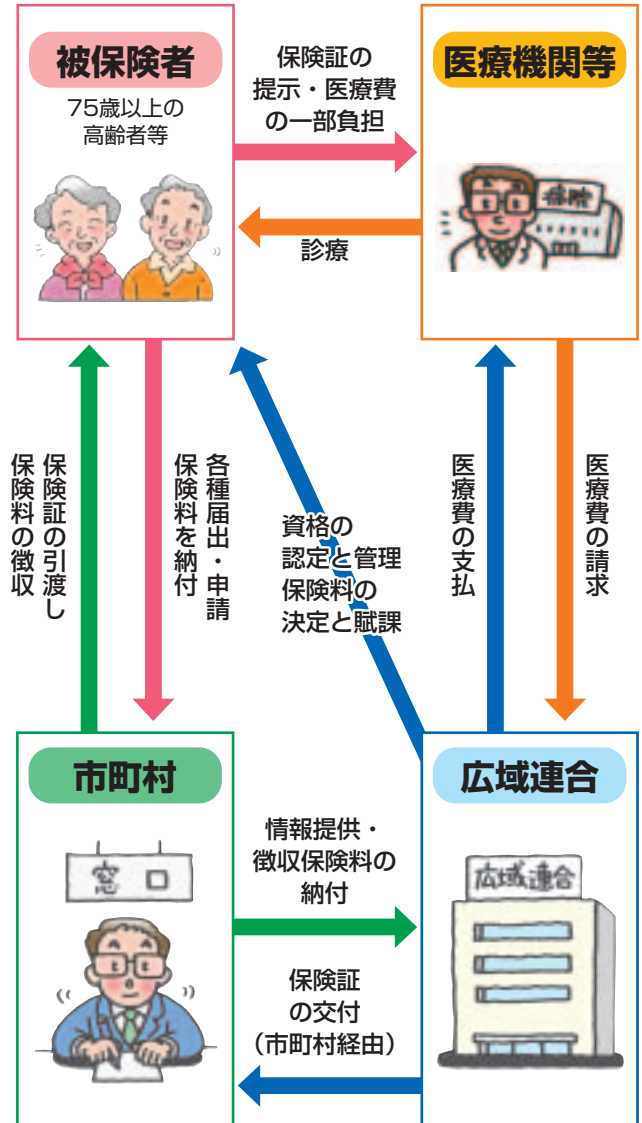 被保険者
75歳以上の
高齢者等
保険証の
提示・医療費
の一部負担
医療機関等
病院
診療
保険証の引渡し
保険料の徴収
各種届出・申請
保険料を納付
資格の
認定と管理
保険料の
決定と賦課
医療費の支払
医療費の請求
市町村
窓口
情報提供・
徴収保険料の
納付
保険証
の交付
（市町村経由）
広域連合
広域連合